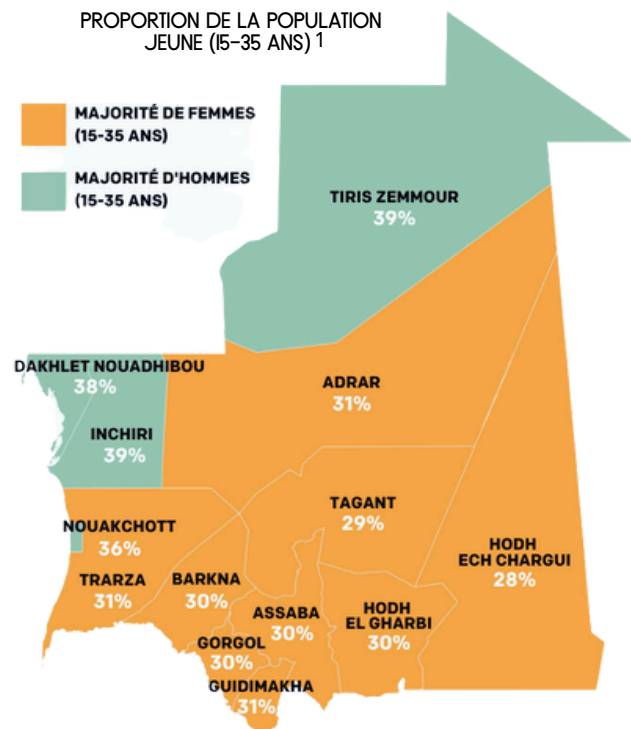 PROPORTION DE LA POPULATION
JEUNE (15-35 ANS) 1
MAJORITÉ DE FEMMES
(15-35 ANS)
MAJORITÉ D'HOMMES
(15-35 ANS)
TIRIS ZEMMOUR
39%
DAKHLET NOUADHIBOU
38%
ADRAR
31%
INCHIRI
39%
TAGANT
29%
NOUAKCHOTT
36%
HODH
ECH CHARGUI
28%
TRARZA
31%
BARKNA
30%
ASSABA
30%
HODH
EL GHARBI
30%
GORGOL
30%
GUIDIMAKHA
31%